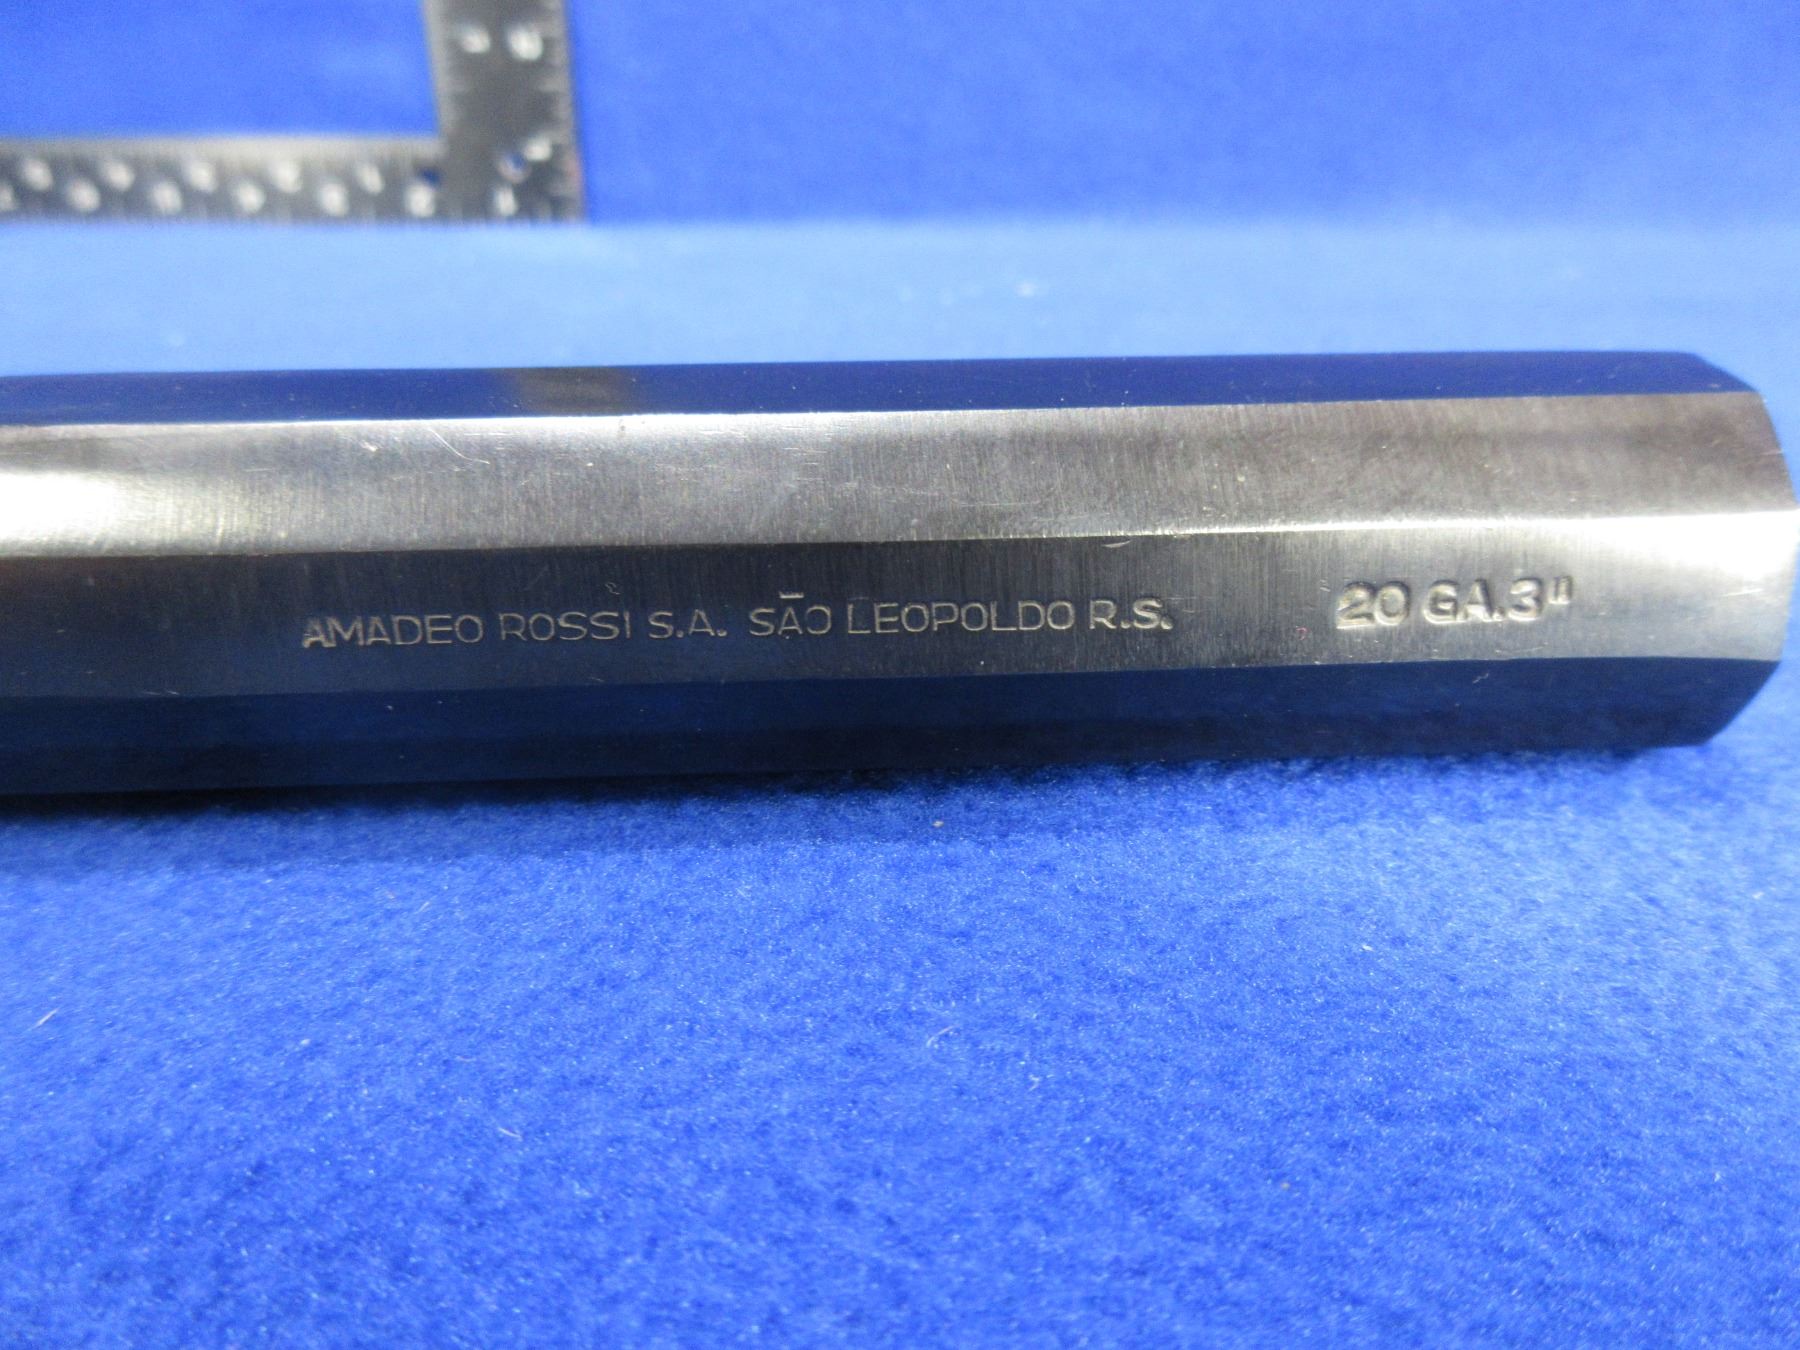 AMADEO ROSSI S.A. SÃO LEOPOLDO R.S. 20 GA.3"